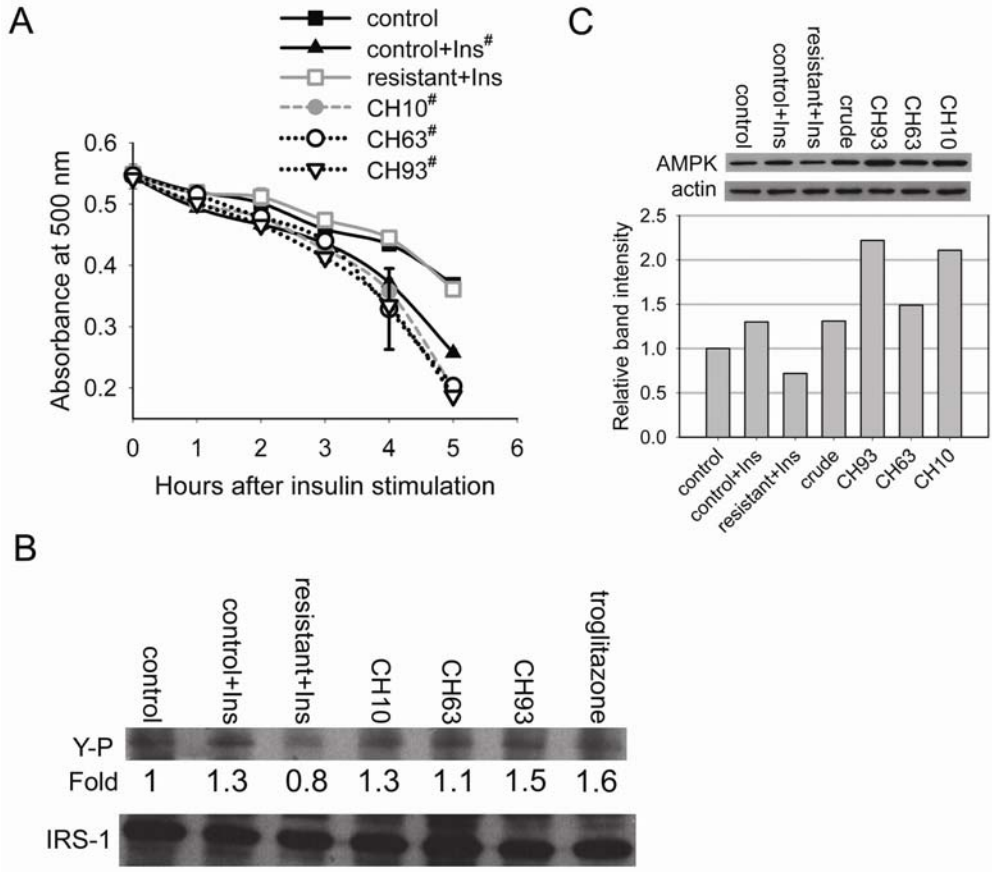 A
control
control+Ins#
resistant+Ins
CH10#
CH63#
CH93#
Absorbance at 500 nm
0.6
0.5
0.4
0.3
0.2
0 1 2 3 4 5 6
Hours after insulin stimulation
C
control control+Ins resistant+Ins crude CH93 CH63 CH10
AMPK
actin
Relative band intensity
2.5
2.0
1.5
1.0
0.5
0.0
control control+Ins resistant+Ins crude CH93 CH63 CH10
B
control control+Ins resistant+Ins CH10 CH63 CH93 troglitazone
Y-P
Fold 1 1.3 0.8 1.3 1.1 1.5 1.6
IRS-1